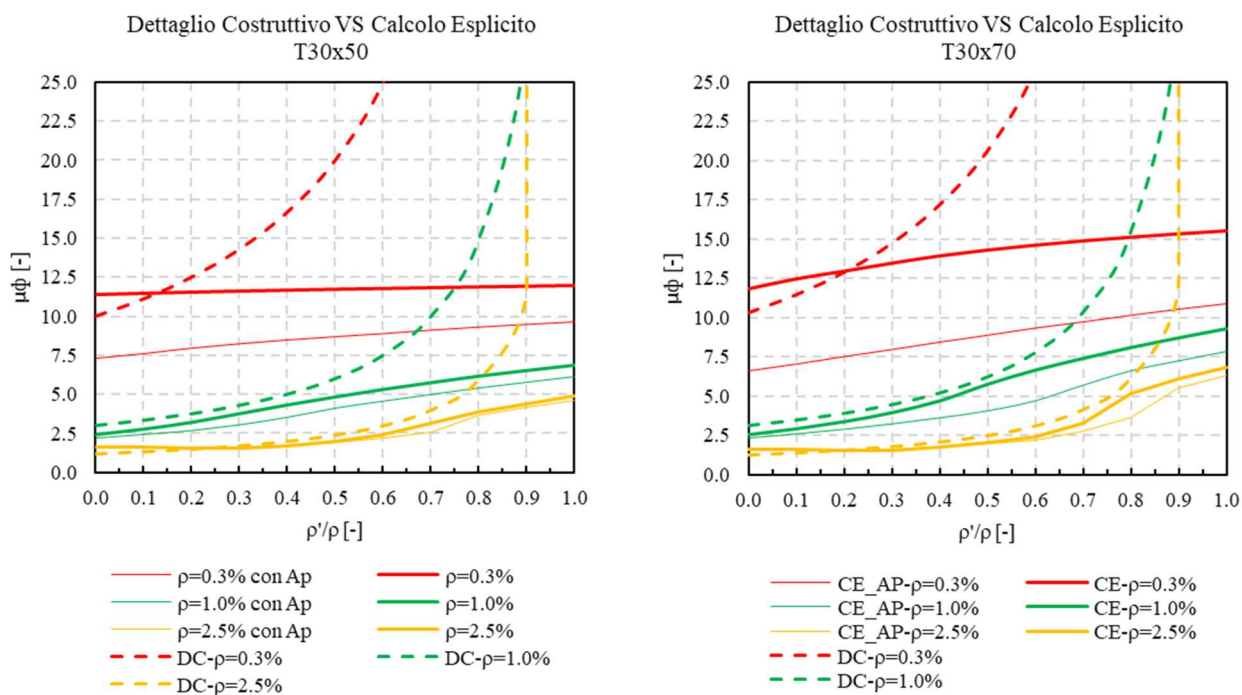 Dettaglio Costruttivo VS Calcolo Esplicito
T30x50
25.0
22.5
20.0
17.5
15.0
12.5
10.0
7.5
5.0
2.5
0.0
μϕ [-]
0.0 0.1 0.2 0.3 0.4 0.5 0.6 0.7 0.8 0.9 1.0
ρ'/ρ [-]
ρ=0.3% con Ap ρ=0.3%
ρ=1.0% con Ap ρ=1.0%
ρ=2.5% con Ap ρ=2.5%
DC-ρ=0.3% DC-ρ=1.0%
DC-ρ=2.5%
Dettaglio Costruttivo VS Calcolo Esplicito
T30x70
25.0
22.5
20.0
17.5
15.0
12.5
10.0
7.5
5.0
2.5
0.0
μϕ [-]
0.0 0.1 0.2 0.3 0.4 0.5 0.6 0.7 0.8 0.9 1.0
ρ'/ρ [-]
CE_AP-ρ=0.3% CE-ρ=0.3%
CE_AP-ρ=1.0% CE-ρ=1.0%
CE_AP-ρ=2.5% CE-ρ=2.5%
DC-ρ=0.3%
DC-ρ=1.0%